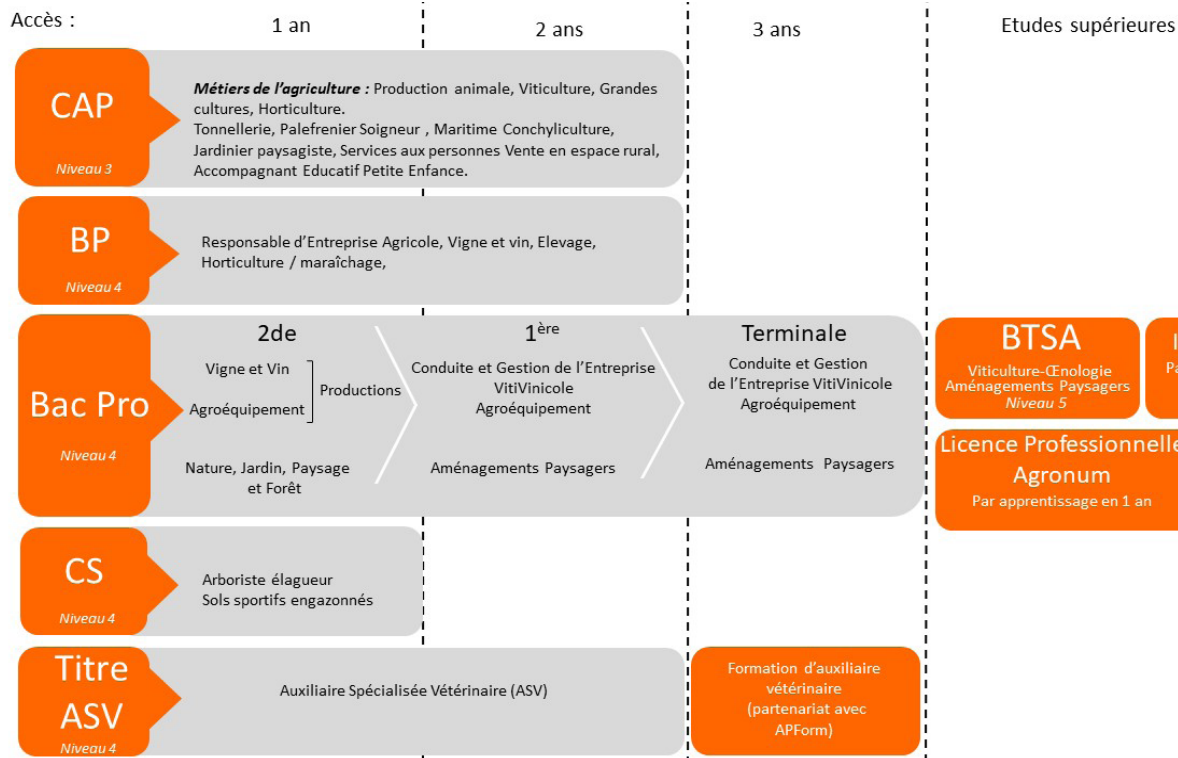 Accès :
1 an
2 ans
3 ans
Etudes supérieures
CAP
Niveau 3
Métiers de l'agriculture : Production animale, Viticulture, Grandes
cultures, Horticulture.
Tonnellerie, Palefrenier Soigneur , Maritime Conchyliculture,
Jardinier paysagiste, Services aux personnes Vente en espace rural,
Accompagnant Educatif Petite Enfance.
BP
Niveau 4
Responsable d'Entreprise Agricole, Vigne et vin, Elevage,
Horticulture / maraîchage,
Bac Pro
Niveau 4
2de
Vigne et Vin
Agroéquipement
Productions
Nature, Jardin, Paysage
et Forêt
1ère
Conduite et Gestion de l'Entreprise
VitiVinicole
Agroéquipement
Aménagements Paysagers
Terminale
Conduite et Gestion
de l'Entreprise VitiVinicole
Agroéquipement
Aménagements Paysagers
BTSA
Viticulture-Œnologie
Aménagements Paysagers
Niveau 5
Licence Professionnelle
Agronum
Par apprentissage en 1 an
CS
Niveau 4
Arboriste élagueur
Sols sportifs engazonnés
Titre
ASV
Niveau 4
Auxiliaire Spécialisée Vétérinaire (ASV)
Formation d'auxiliaire
vétérinaire
(partenariat avec
APForm)